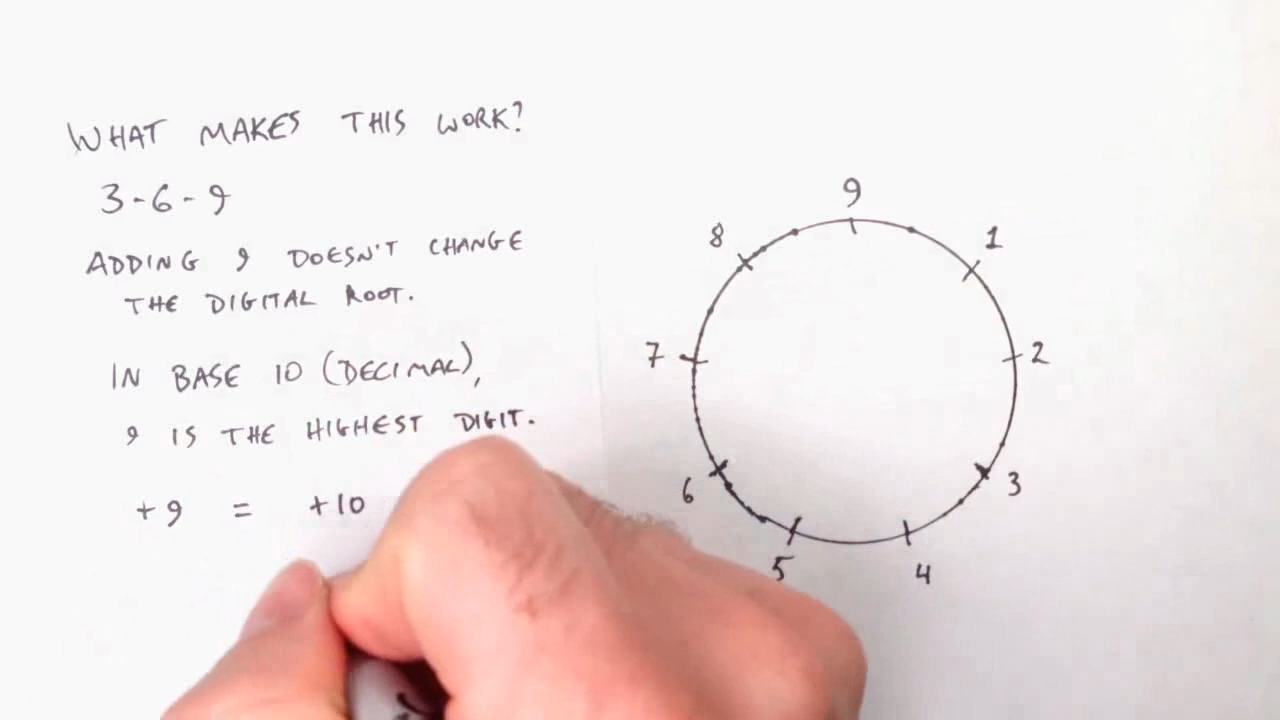 WHAT MAKES THIS WORK?
3-6-9
ADDING 9 DOESN'T CHANGE
THE DIGITAL ROOT.
IN BASE 10 (DECIMAL),
9 IS THE HIGHEST DIGIT.
+9 = +10
9
8
1
7
2
6
3
5
4